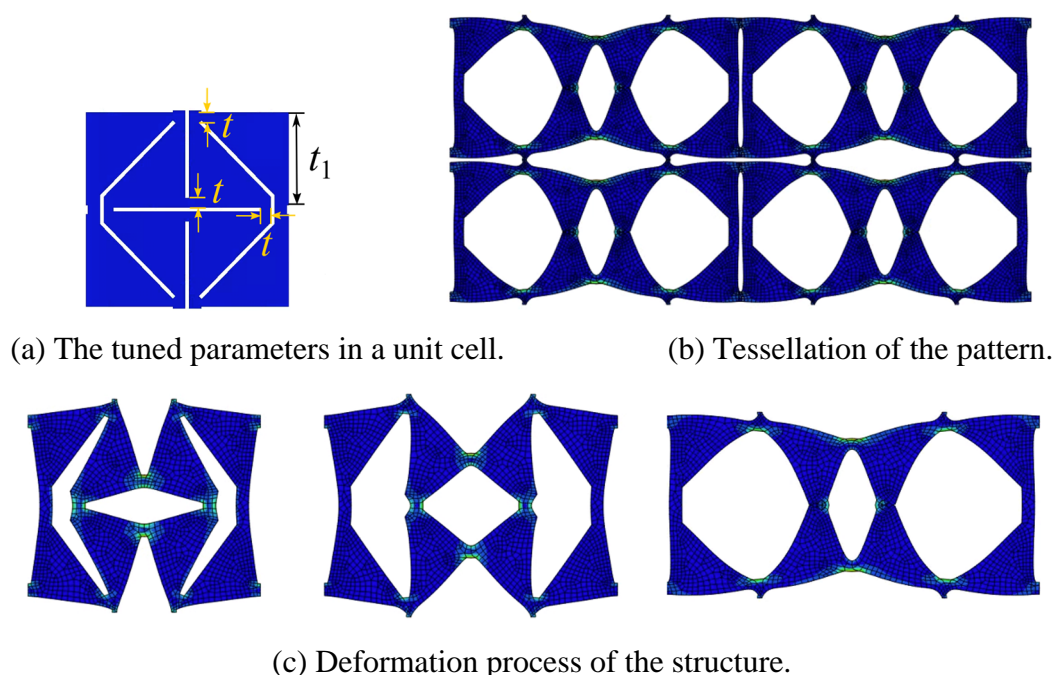 t
t₁
t
t
(a) The tuned parameters in a unit cell.
(b) Tessellation of the pattern.
(c) Deformation process of the structure.